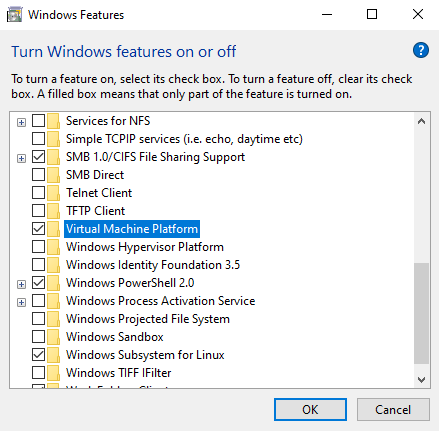 Windows Features
Turn Windows features on or off
To turn a feature on, select its check box. To turn a feature off, clear its check
box. A filled box means that only part of the feature is turned on.
Services for NFS
Simple TCPIP services (i.e. echo, daytime etc)
SMB 1.0/CIFS File Sharing Support
SMB Direct
Telnet Client
TFTP Client
Virtual Machine Platform
Windows Hypervisor Platform
Windows Identity Foundation 3.5
Windows PowerShell 2.0
Windows Process Activation Service
Windows Projected File System
Windows Sandbox
Windows Subsystem for Linux
Windows TIFF IFilter
OK Cancel